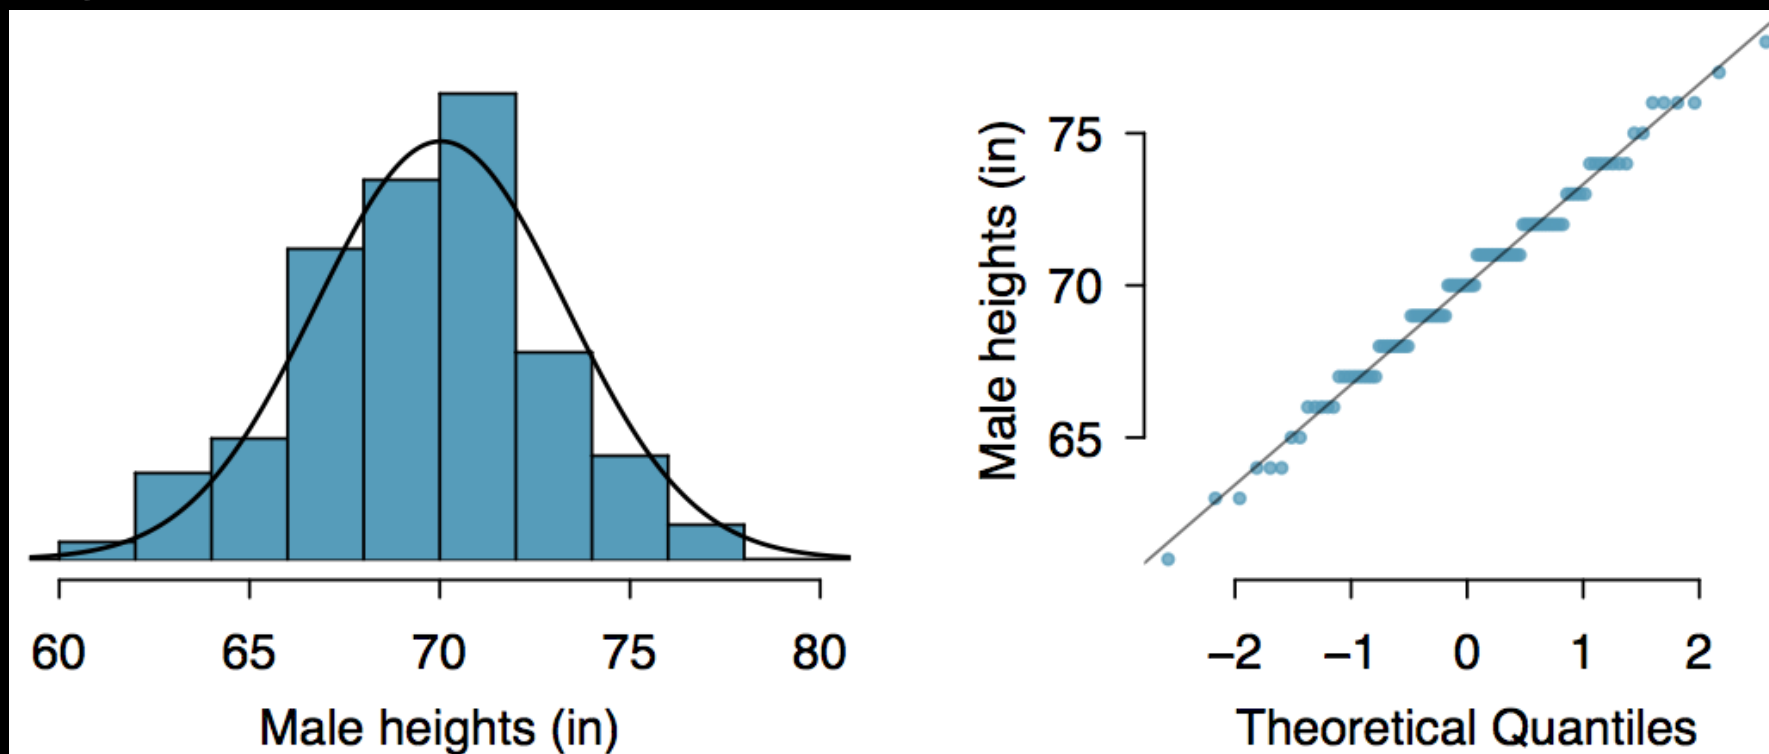 60 65 70 75 80
Male heights (in)
Male heights (in)
75
70
65
−2 −1 0 1 2
Theoretical Quantiles